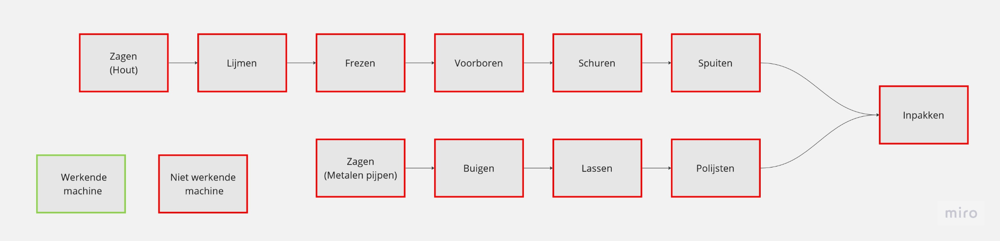 Zagen
(Hout)
Lijmen
Frezen
Voorboren
Schuren
Spuiten
Inpakken
Zagen
(Metalen pijpen)
Buigen
Lassen
Polijsten
Werkende
machine
Niet werkende
machine
miro